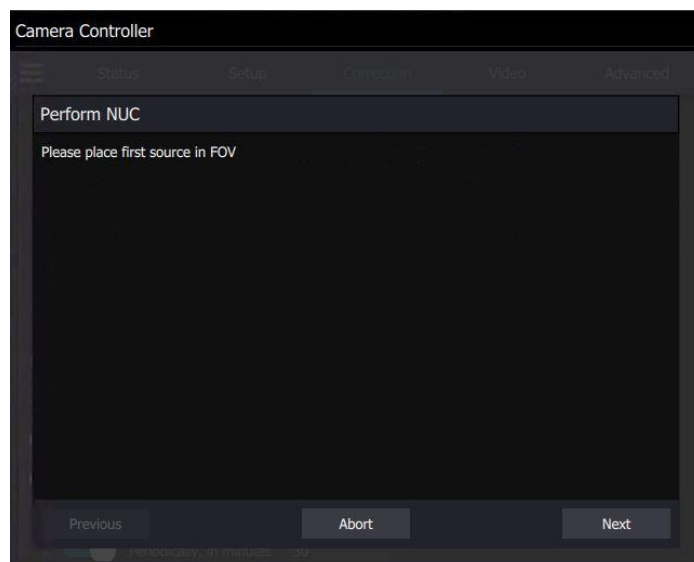 Camera Controller
Status Setup Correction Video Advanced
Perform NUC
Please place first source in FOV
Previous Abort Next
Periodically, in minutes 30